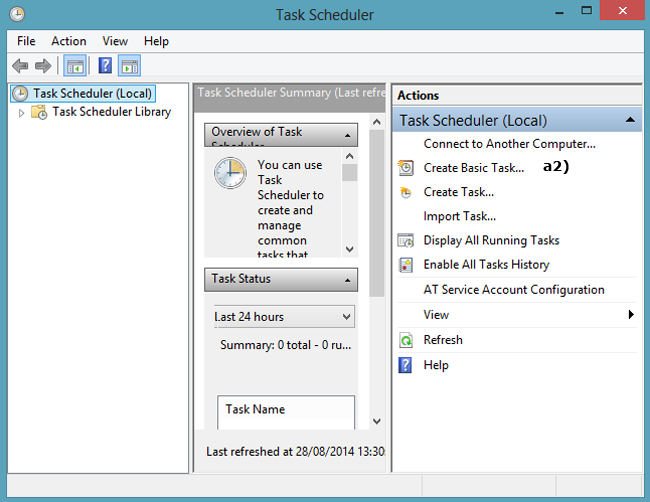 Task Scheduler
File Action View Help
Task Scheduler (Local)
Task Scheduler Library
Task Scheduler Summary (Last refre
Overview of Task
Scheduler
You can use
Task
Scheduler to
create and
manage
common
tasks that
Task Status
Last 24 hours
Summary: 0 total - 0 ru...
Task Name
Last refreshed at 28/08/2014 13:30:
Actions
Task Scheduler (Local)
Connect to Another Computer...
Create Basic Task... a2)
Create Task...
Import Task...
Display All Running Tasks
Enable All Tasks History
AT Service Account Configuration
View
Refresh
Help